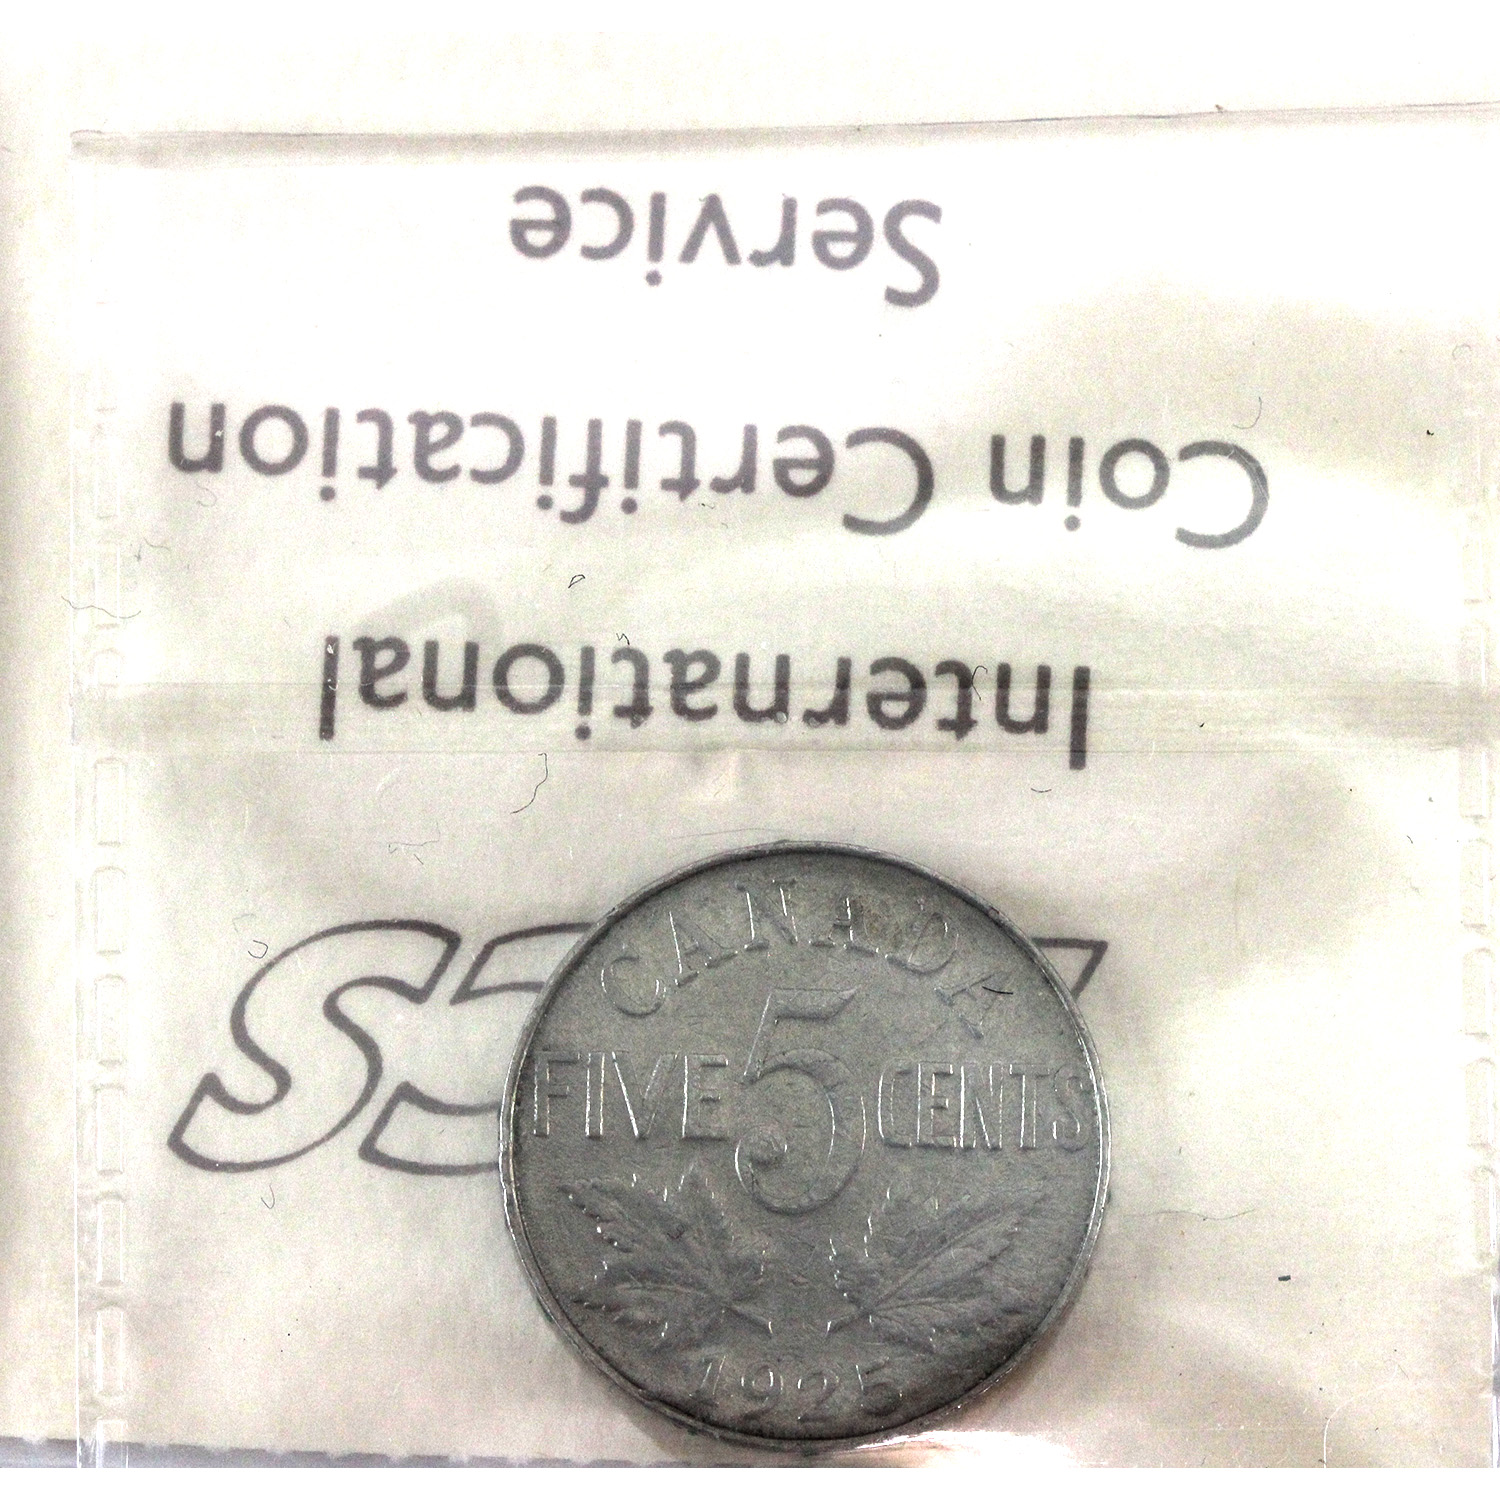 International
Coin Certification
Service
CANADA
FIVE 5 CENTS
1925